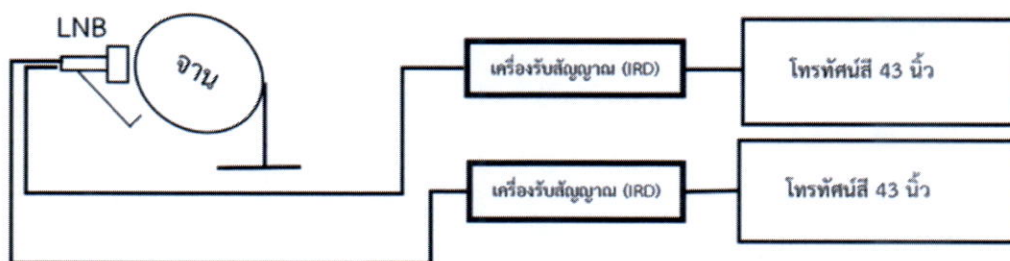 LNB
จาน
เครื่องรับสัญญาณ (IRD)
โทรทัศน์สี 43 นิ้ว
เครื่องรับสัญญาณ (IRD)
โทรทัศน์สี 43 นิ้ว